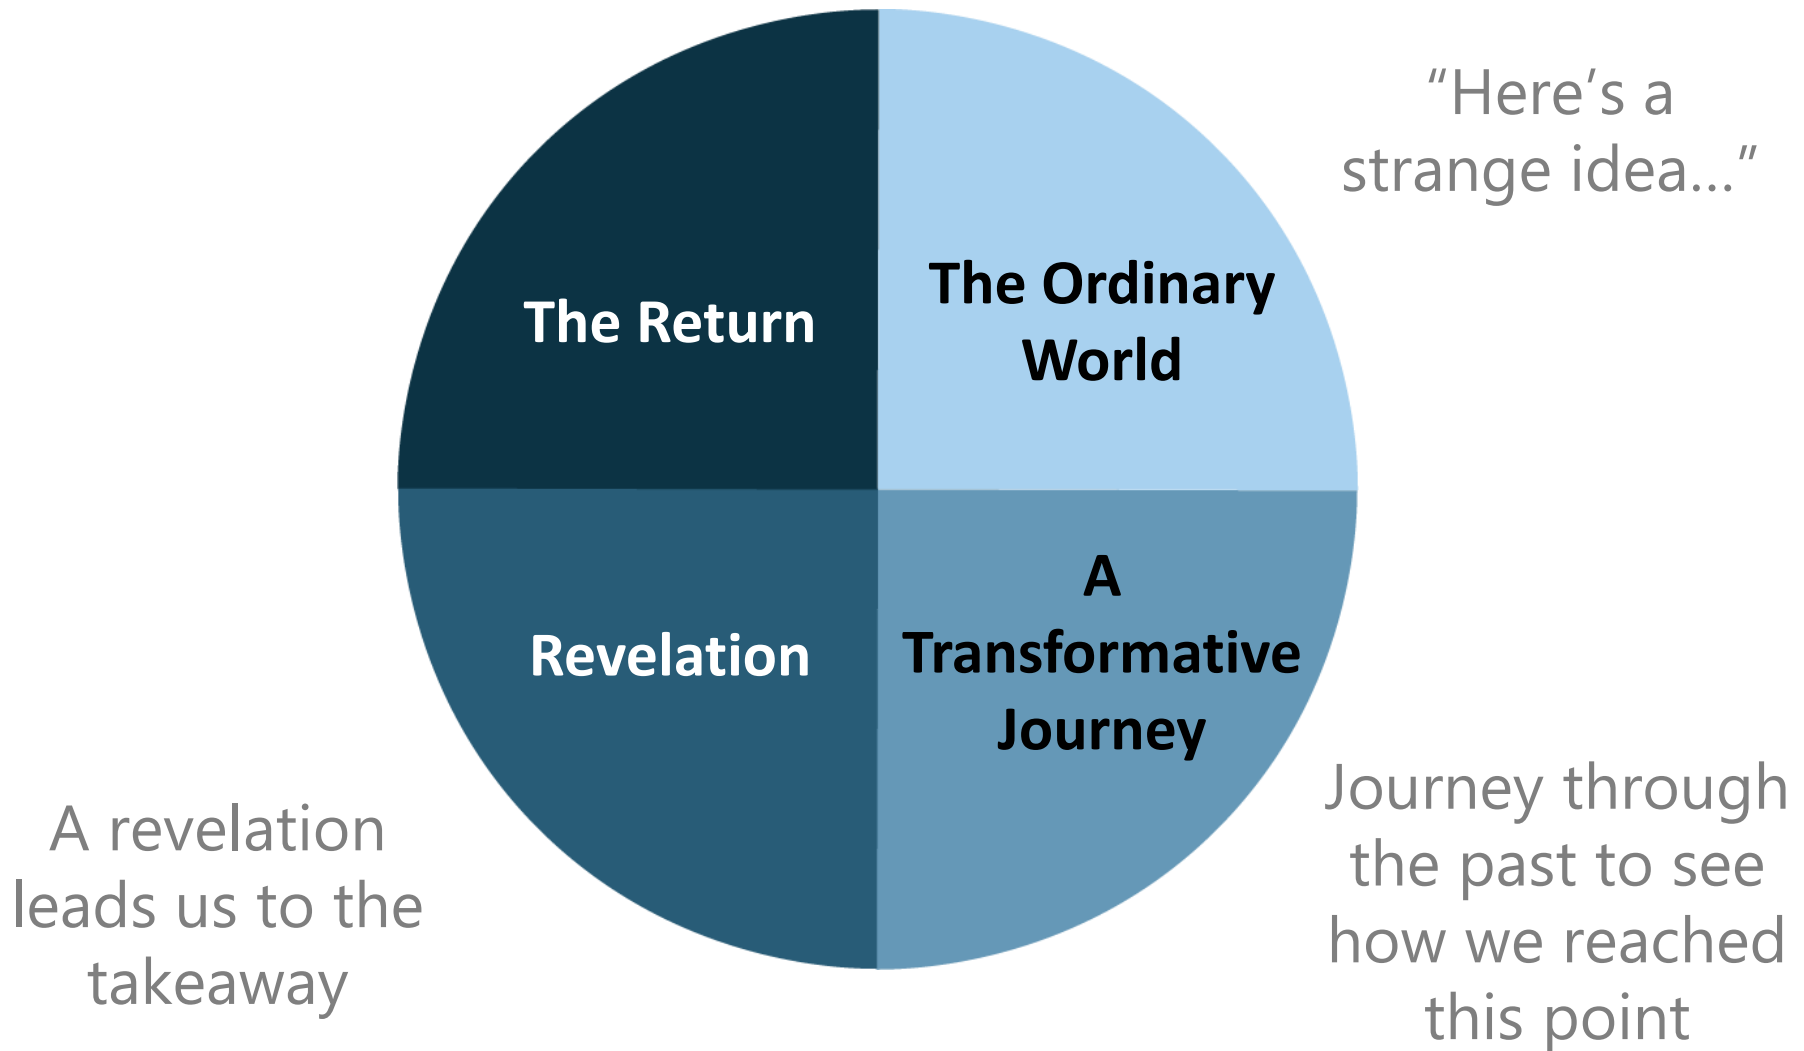 “Here’s a
strange idea…”
The Ordinary
World
The Return
A
Transformative
Journey
Revelation
Journey through
the past to see
how we reached
this point
A revelation
leads us to the
takeaway